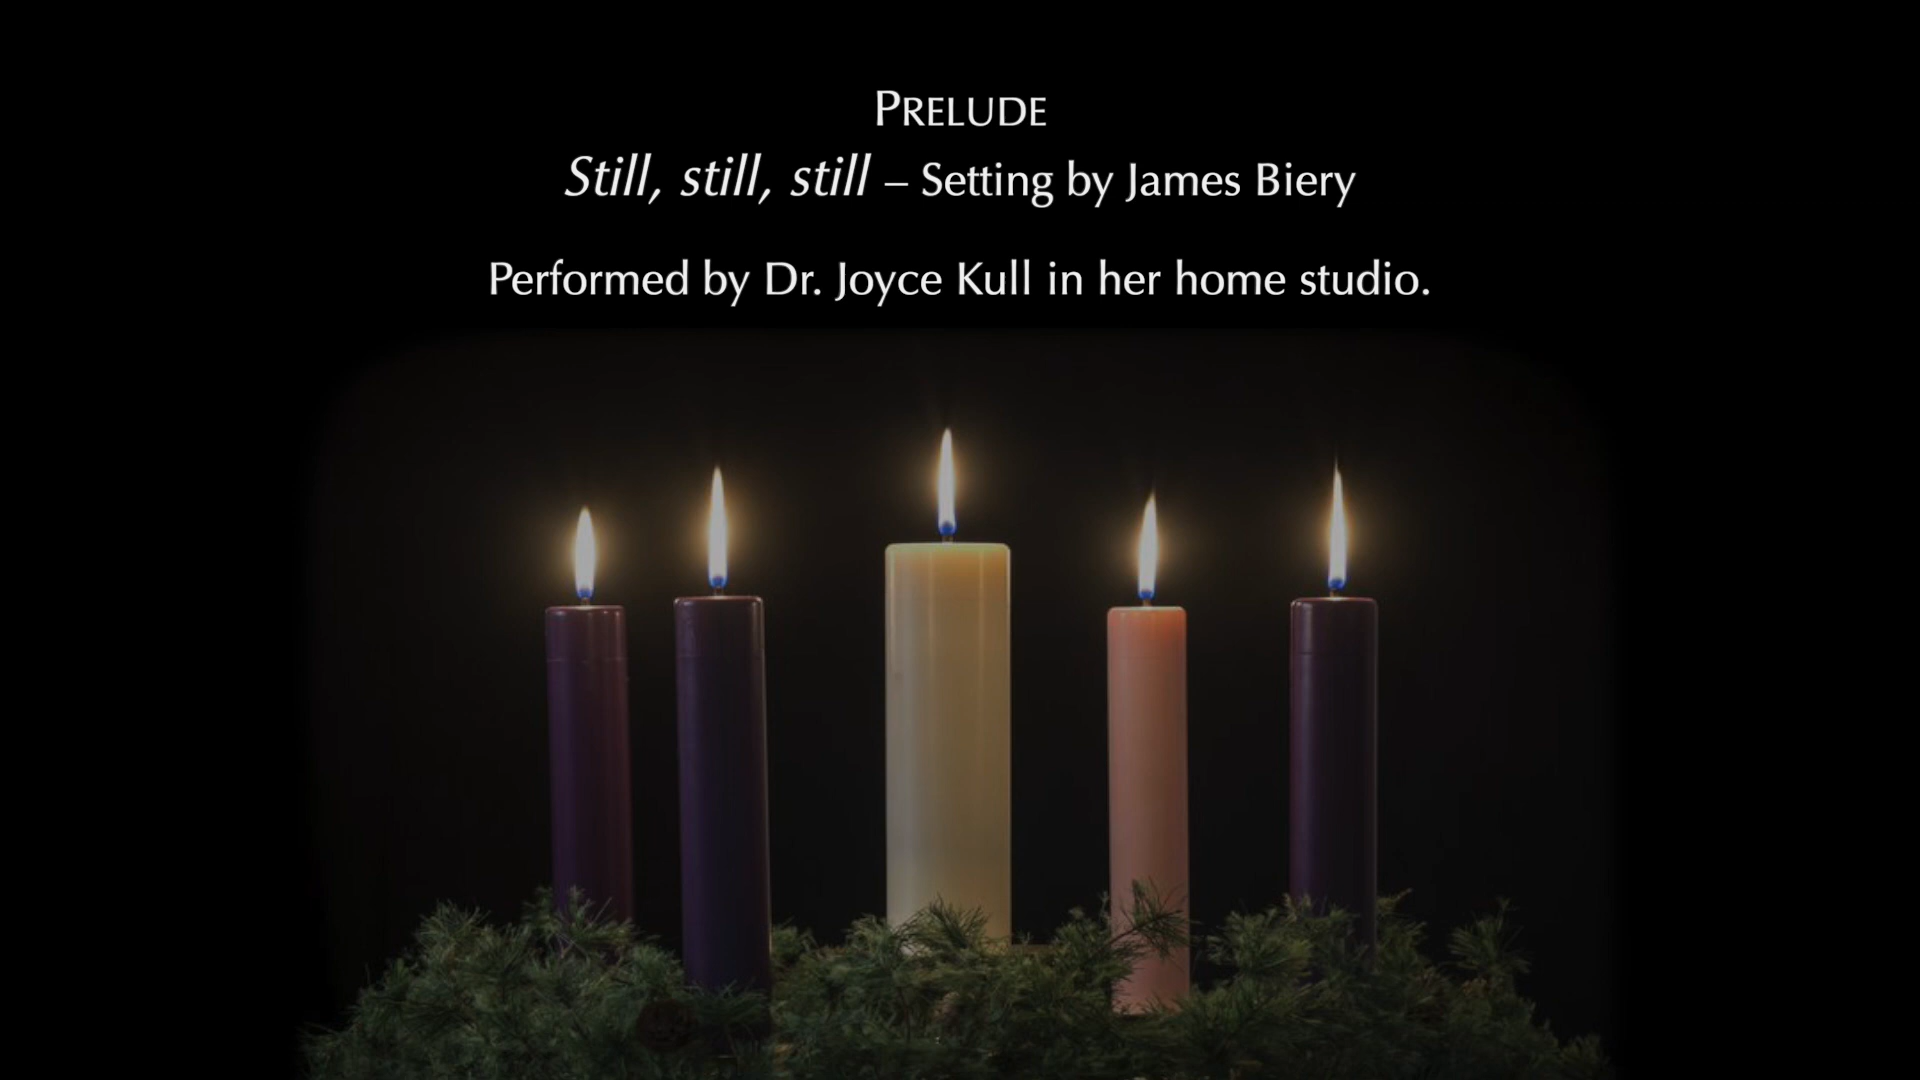 PRELUDE
Still, still, still – Setting by James Biery
Performed by Dr. Joyce Kull in her home studio.